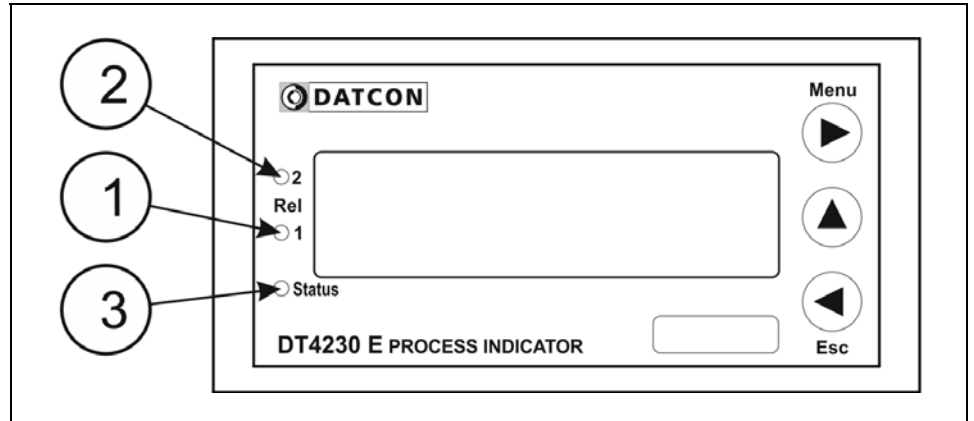 2
1
3
DATCON
Menu
2
Rel
1
Status
DT4230 E PROCESS INDICATOR
Esc